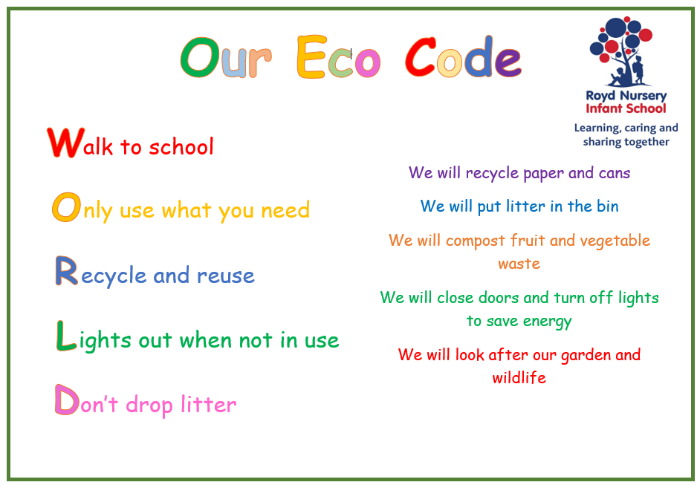 Our Eco Code
Royd Nursery
Infant School
Learning, caring and
sharing together
Walk to school
Only use what you need
Recycle and reuse
Lights out when not in use
Don't drop litter
We will recycle paper and cans
We will put litter in the bin
We will compost fruit and vegetable
waste
We will close doors and turn off lights
to save energy
We will look after our garden and
wildlife